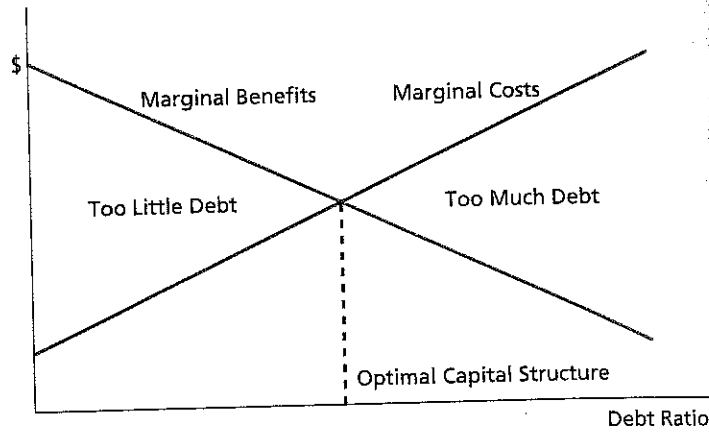 $
Marginal Benefits
Marginal Costs
Too Little Debt
Too Much Debt
Optimal Capital Structure
Debt Ratio